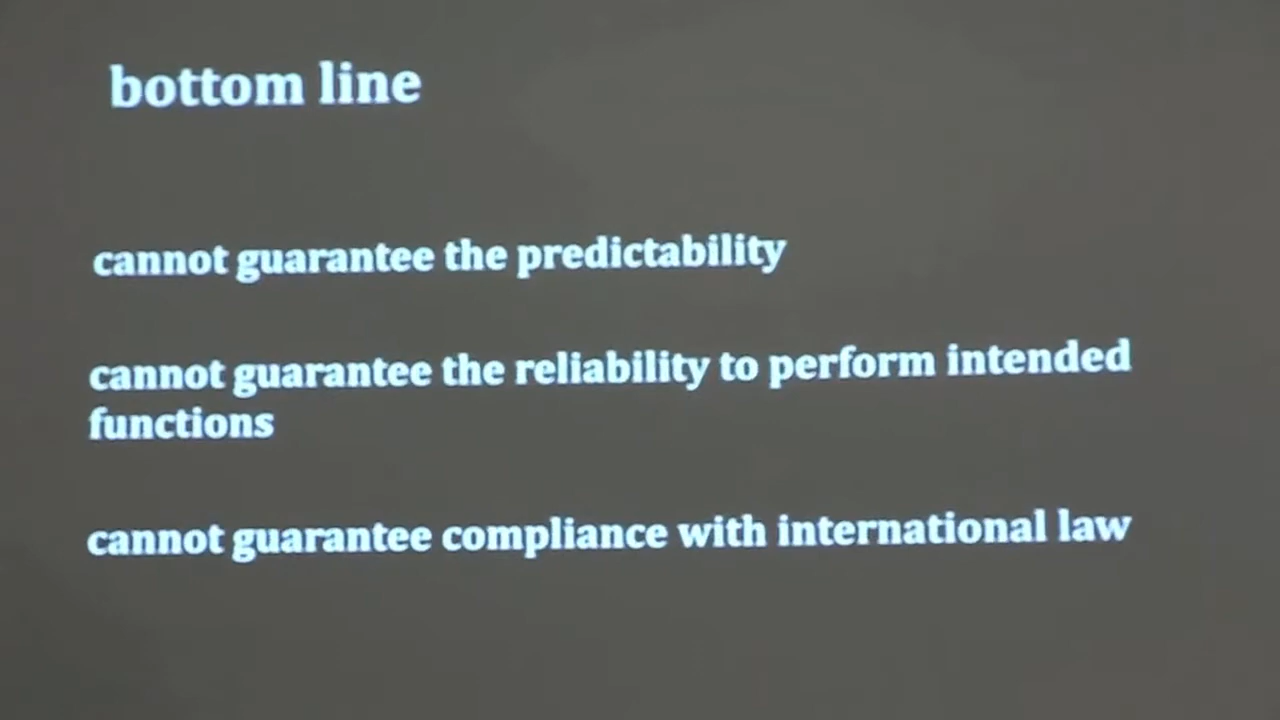 bottom line
cannot guarantee the predictability
cannot guarantee the reliability to perform intended
functions
cannot guarantee compliance with international law